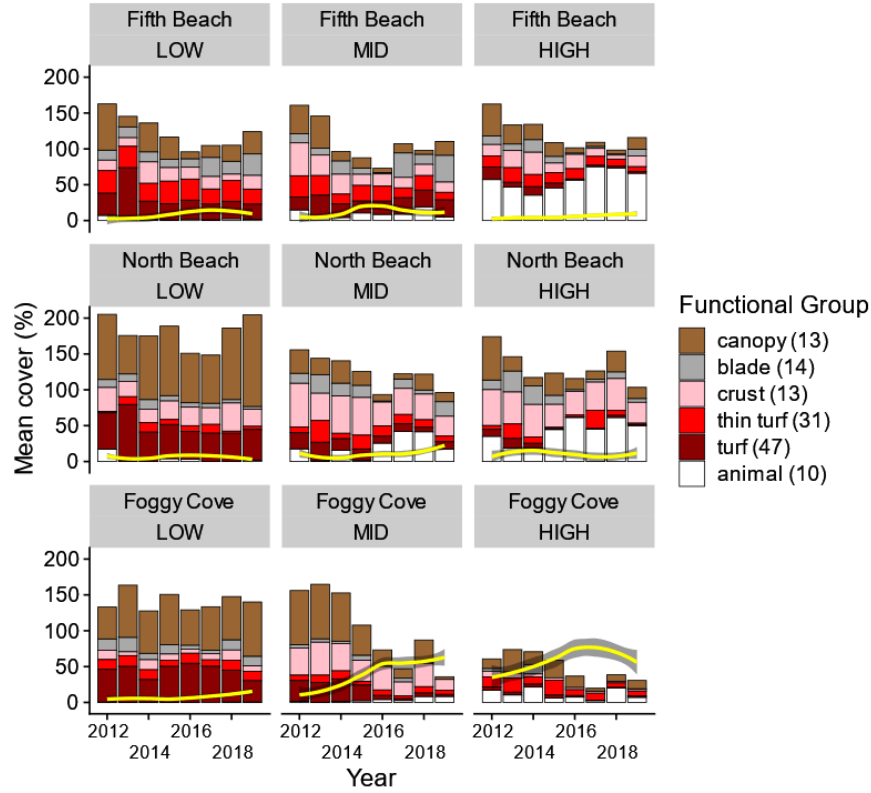 Fifth Beach
LOW
Fifth Beach
MID
Fifth Beach
HIGH
200
150
100
50
0
North Beach
LOW
North Beach
MID
North Beach
HIGH
200
150
100
50
0
Foggy Cove
LOW
Foggy Cove
MID
Foggy Cove
HIGH
200
150
100
50
0
Mean cover (%)
2012 2016 2012 2016 2012 2016
2014 2018 2014 2018 2014 2018
Year
Functional Group
canopy (13)
blade (14)
crust (13)
thin turf (31)
turf (47)
animal (10)